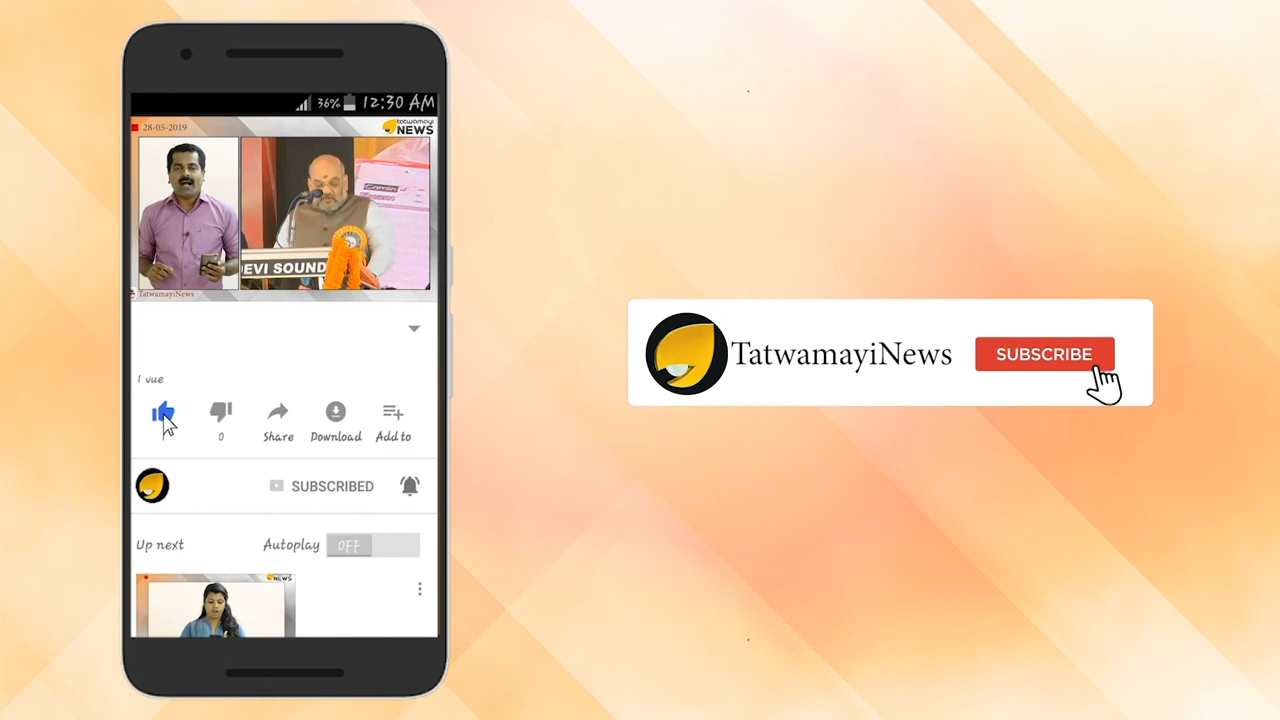 36% 12:30 AM
28-05-2019
tatwamayi
NEWS
DEVI SOUND
TatwamayiNews
1 vue
0
Share
Download
Add to
SUBSCRIBED
Up next
Autoplay
OFF
NEWS
TatwamayiNews
SUBSCRIBE